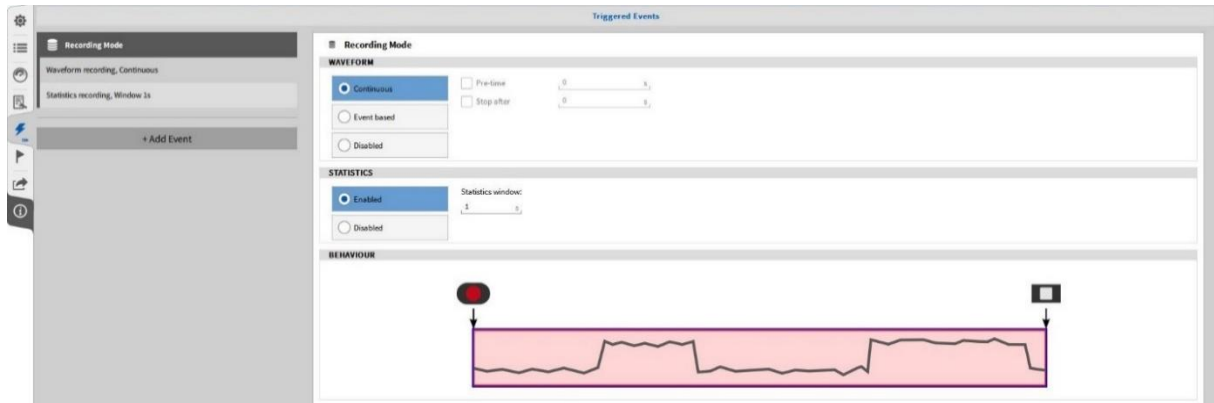 Triggered Events
Recording Mode
Waveform recording, Continuous
Statistics recording, Window 1s
+ Add Event
Recording Mode
WAVEFORM
Continuous
Pre-time 0 s
Stop after 0 s
Event based
Disabled
STATISTICS
Enabled
Statistics window:
1 s
Disabled
BEHAVIOUR